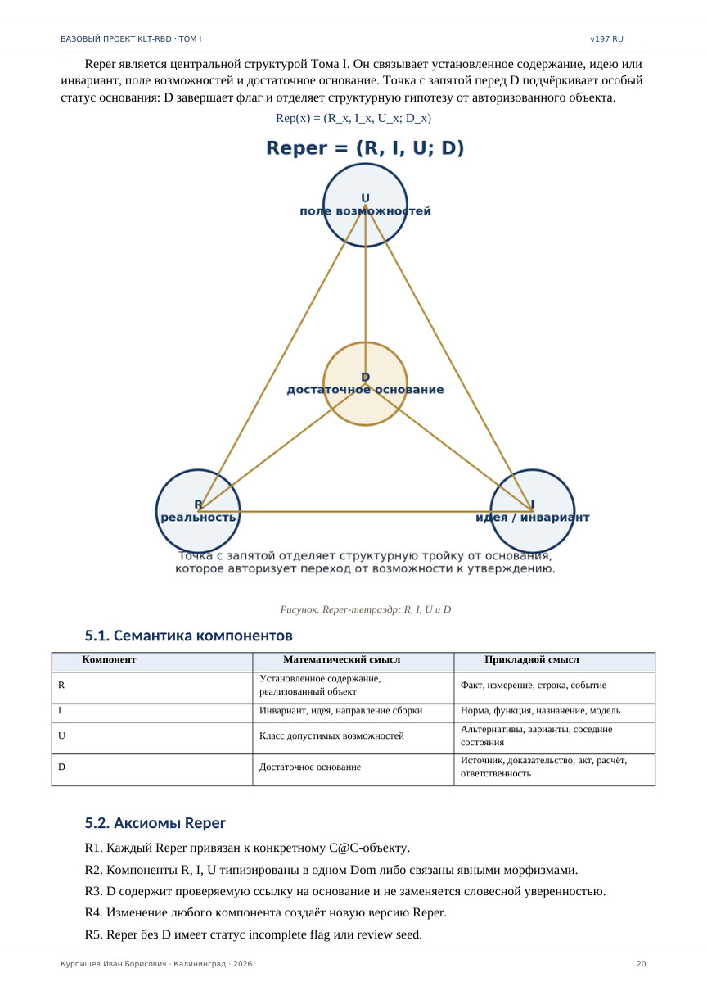 БАЗОВЫЙ ПРОЕКТ KLT-RBD · ТОМ I
v197 RU
Reper является центральной структурой Тома I. Он связывает установленное содержание, идею или
инвариант, поле возможностей и достаточное основание. Точка с запятой перед D подчёркивает особый
статус основания: D завершает флаг и отделяет структурную гипотезу от авторизованного объекта.
Rep(x) = (R_x, I_x, U_x; D_x)
Reper = (R, I, U; D)
U
поле возможностей
D
достаточное основание
R
реальность
I
идея / инвариант
Точка с запятой отделяет структурную тройку от основания,
которое авторизует переход от возможности к утверждению.
Рисунок. Reper-тетраэдр: R, I, U и D
5.1. Семантика компонентов
Компонент
Математический смысл
Прикладной смысл
R
Установленное содержание,
реализованный объект
Факт, измерение, строка, событие
I
Инвариант, идея, направление сборки
Норма, функция, назначение, модель
U
Класс допустимых возможностей
Альтернативы, варианты, соседние
состояния
D
Достаточное основание
Источник, доказательство, акт, расчёт,
ответственность
5.2. Аксиомы Reper
R1. Каждый Reper привязан к конкретному C@C-объекту.
R2. Компоненты R, I, U типизированы в одном Dom либо связаны явными морфизмами.
R3. D содержит проверяемую ссылку на основание и не заменяется словесной уверенностью.
R4. Изменение любого компонента создаёт новую версию Reper.
R5. Reper без D имеет статус incomplete flag или review seed.
Курпишев Иван Борисович · Калининград · 2026
20